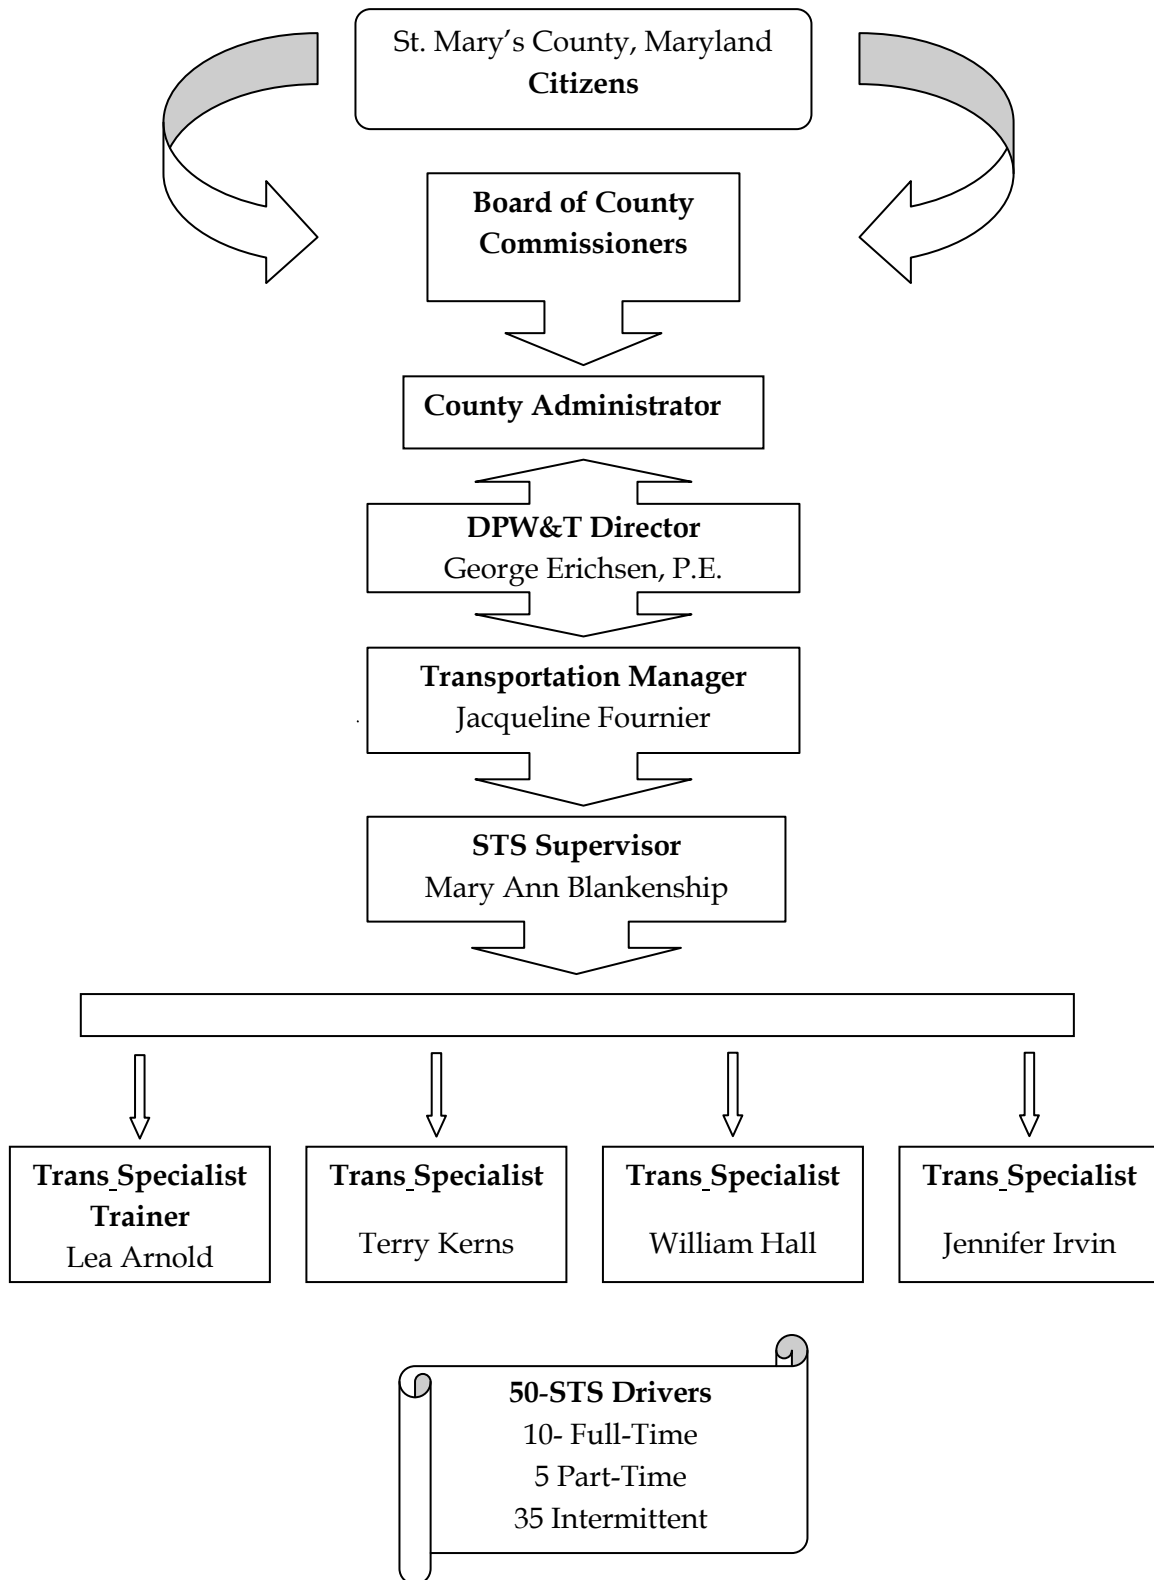 St. Mary’s County, Maryland
Citizens
Board of County
Commissioners
County Administrator
DPW&T Director
George Erichsen, P.E.
Transportation Manager
Jacqueline Fournier
.
STS Supervisor
Mary Ann Blankenship
Trans Specialist
Trainer
Lea Arnold
Trans Specialist
Terry Kerns
Trans Specialist
William Hall
Trans Specialist
Jennifer Irvin
50-STS Drivers
10- Full-Time
5 Part-Time
35 Intermittent